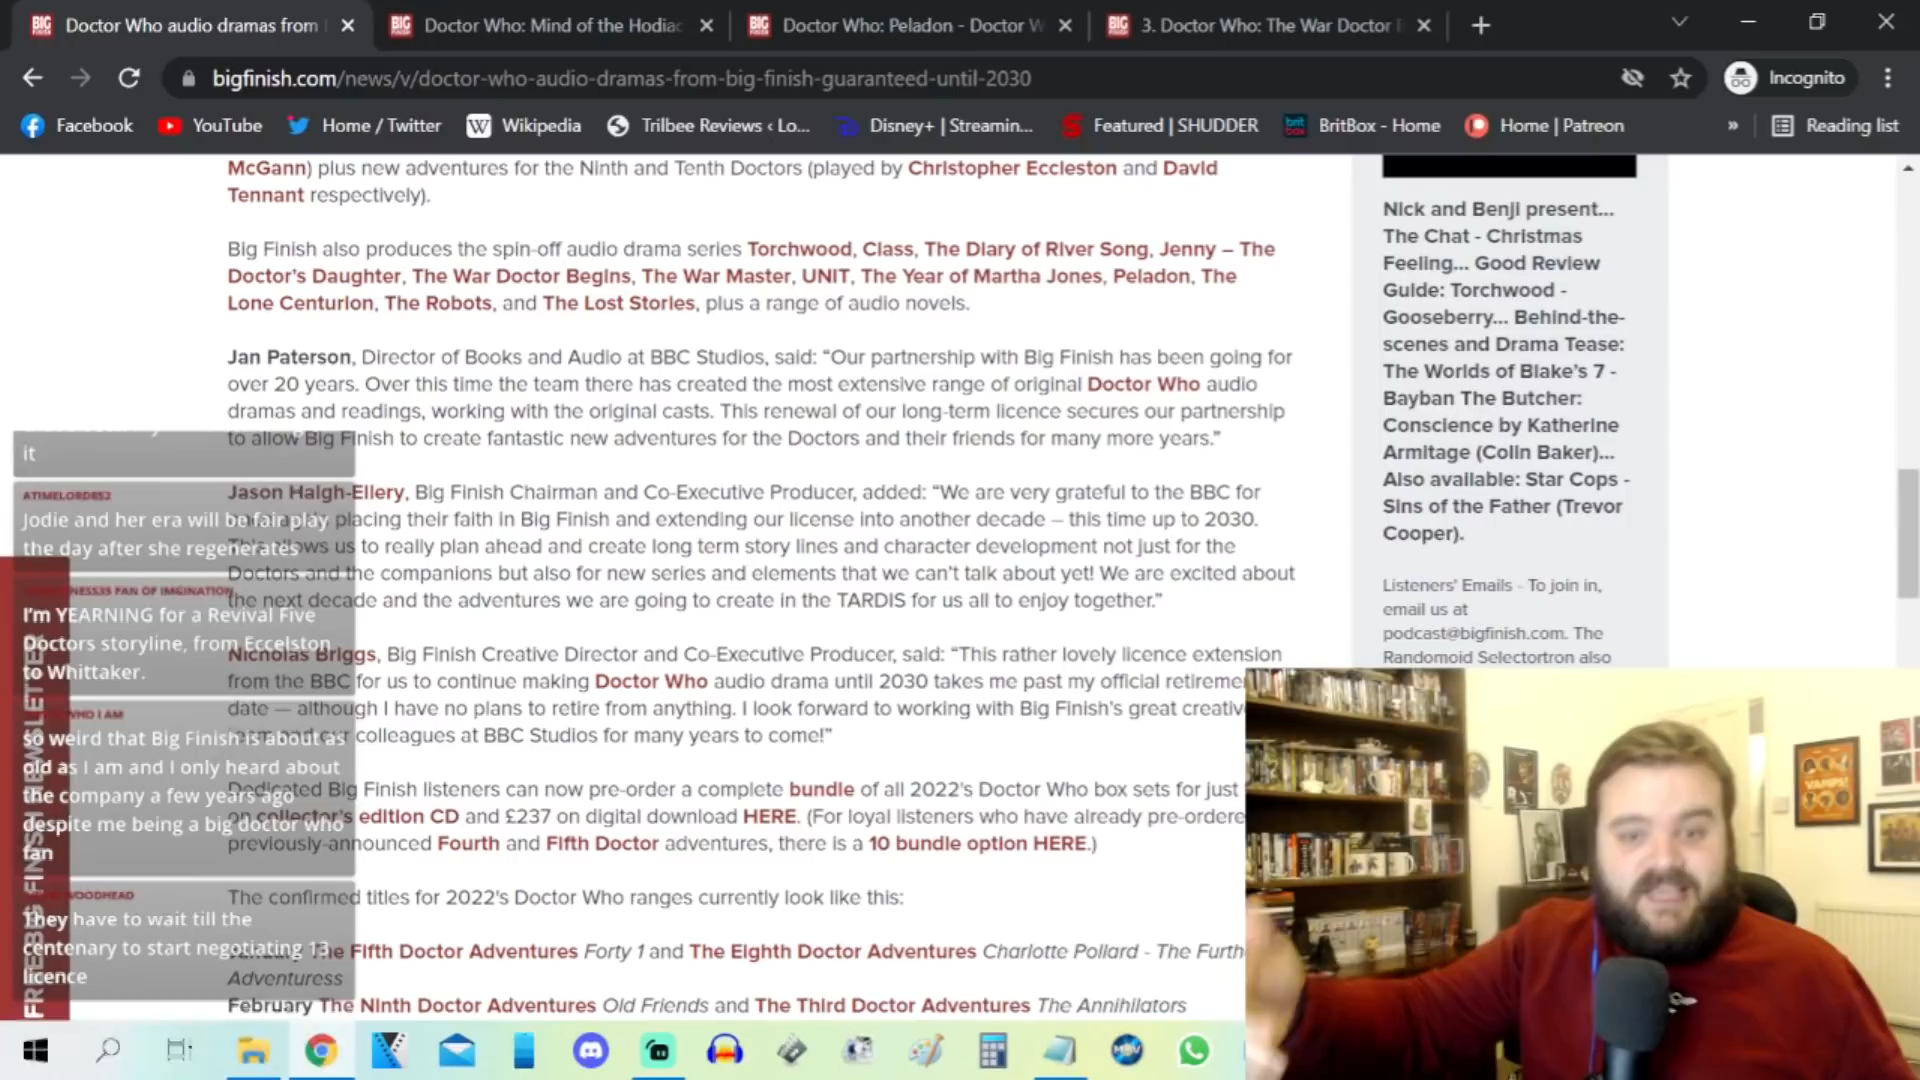 Doctor Who audio dramas from
Doctor Who: Mind of the Hodiac
Doctor Who: Peladon - Doctor W
3. Doctor Who: The War Doctor
bigfinish.com/news/v/doctor-who-audio-dramas-from-big-finish-guaranteed-until-2030
Incognito
Facebook
YouTube
Home / Twitter
Wikipedia
Trilbee Reviews ‹ Lo...
Disney+ | Streamin...
Featured | SHUDDER
BritBox - Home
Home | Patreon
»
Reading list
McGann) plus new adventures for the Ninth and Tenth Doctors (played by Christopher Eccleston and David
Tennant respectively).
Big Finish also produces the spin-off audio drama series Torchwood, Class, The Diary of River Song, Jenny – The
Doctor's Daughter, The War Doctor Begins, The War Master, UNIT, The Year of Martha Jones, Peladon, The
Lone Centurion, The Robots, and The Lost Stories, plus a range of audio novels.
Jan Paterson, Director of Books and Audio at BBC Studios, said: “Our partnership with Big Finish has been going for
over 20 years. Over this time the team there has created the most extensive range of original Doctor Who audio
dramas and readings, working with the original casts. This renewal of our long-term licence secures our partnership
to allow Big Finish to create fantastic new adventures for the Doctors and their friends for many more years.”
Jason Haigh-Ellery, Big Finish Chairman and Co-Executive Producer, added: “We are very grateful to the BBC for
placing their faith in Big Finish and extending our license into another decade – this time up to 2030.
This allows us to really plan ahead and create long term story lines and character development not just for the
Doctors and the companions but also for new series and elements that we can't talk about yet! We are excited about
the next decade and the adventures we are going to create in the TARDIS for us all to enjoy together.”
Nicholas Briggs, Big Finish Creative Director and Co-Executive Producer, said: “This rather lovely licence extension
from the BBC for us to continue making Doctor Who audio drama until 2030 takes me past my official retireme
date — although I have no plans to retire from anything. I look forward to working with Big Finish's great creativ
colleagues at BBC Studios for many years to come!”
Dedicated Big Finish listeners can now pre-order a complete bundle of all 2022's Doctor Who box sets for just
on collector's edition CD and £237 on digital download HERE. (For loyal listeners who have already pre-ordere
previously-announced Fourth and Fifth Doctor adventures, there is a 10 bundle option HERE.)
The confirmed titles for 2022's Doctor Who ranges currently look like this:
The Fifth Doctor Adventures Forty 1 and The Eighth Doctor Adventures Charlotte Pollard - The Furth
Adventuress
February The Ninth Doctor Adventures Old Friends and The Third Doctor Adventures The Annihilators
Nick and Benji present...
The Chat - Christmas
Feeling... Good Review
Guide: Torchwood -
Gooseberry... Behind-the-
scenes and Drama Tease:
The Worlds of Blake's 7 -
Bayban The Butcher:
Conscience by Katherine
Armitage (Colin Baker)...
Also available: Star Cops -
Sins of the Father (Trevor
Cooper).
Listeners' Emails - To join in,
email us at
podcast@bigfinish.com. The
Randomoid Selectortron also
it
ATIMELORD852
Jodie and her era will be fair play
the day after she regenerates
FAN OF IMGINATION
I'm YEARNING for a Revival Five
Doctors storyline, from Eccelston
to Whittaker.
WHO I AM
so weird that Big Finish is about as
old as I am and I only heard about
the company a few years ago
despite me being a big doctor who
fan
WOODHEAD
They have to wait till the
centenary to start negotiating 13
licence
FREE BIG FINISH NEWSLETTER